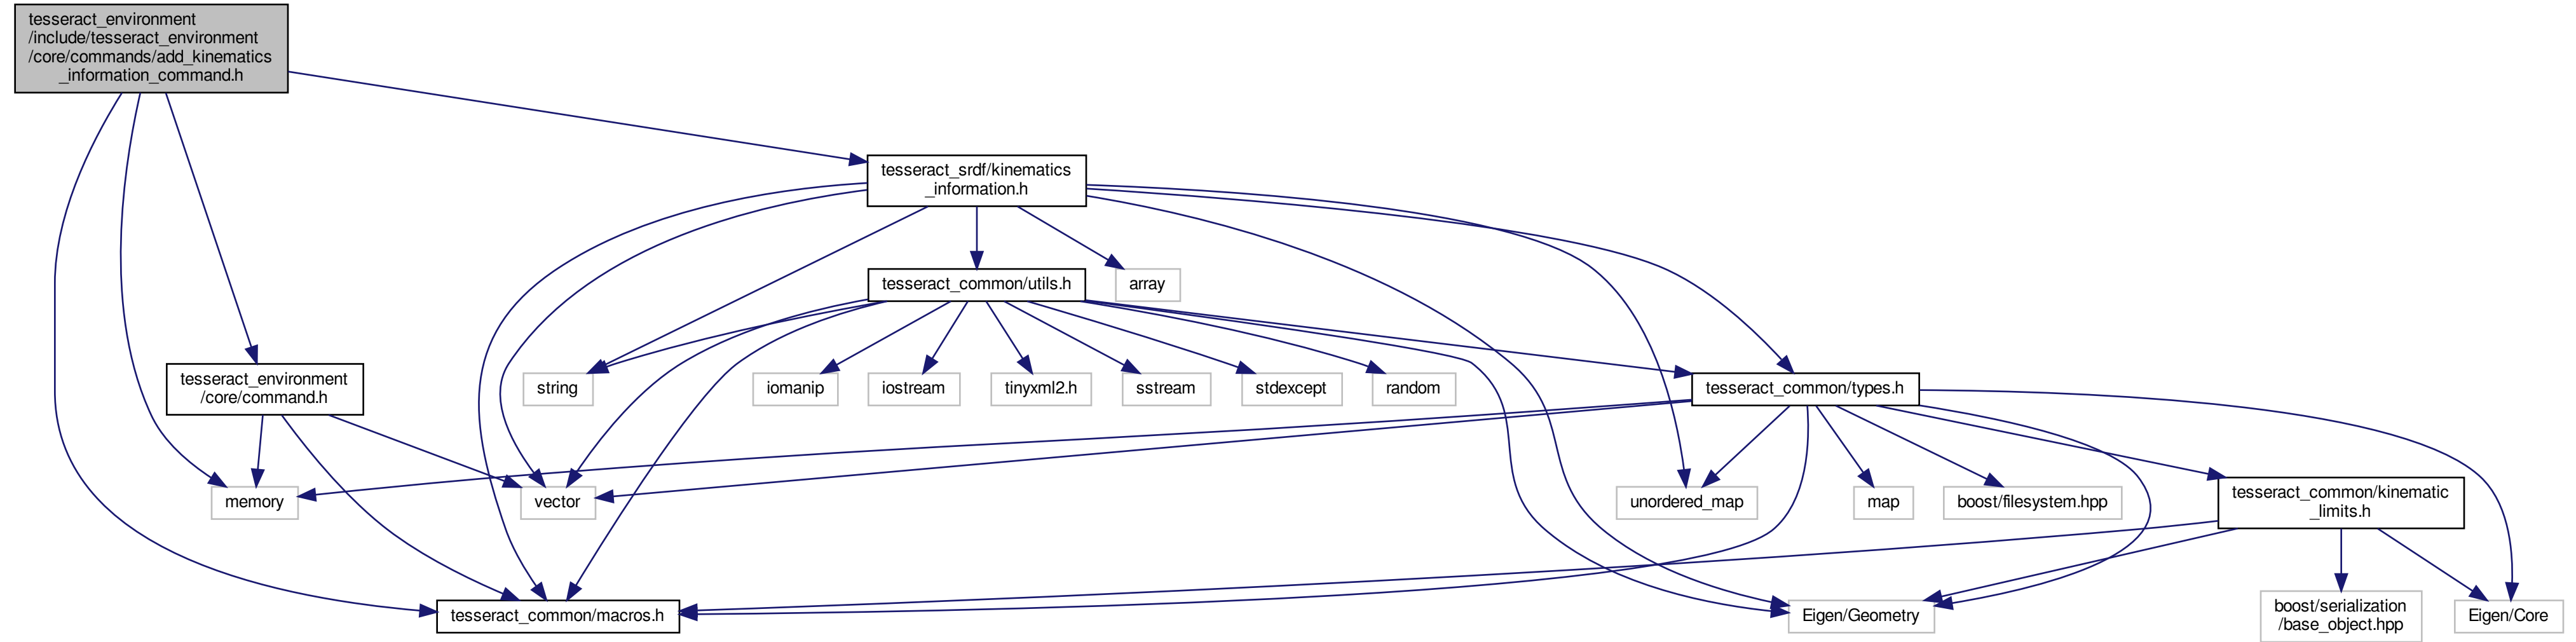 tesseract_environment
/include/tesseract_environment
/core/commands/add_kinematics
_information_command.h
tesseract_srdf/kinematics
_information.h
tesseract_common/utils.h
array
tesseract_environment
/core/command.h
string
iomanip
iostream
tinyxml2.h
sstream
stdexcept
random
tesseract_common/types.h
memory
vector
unordered_map
map
boost/filesystem.hpp
tesseract_common/kinematic
_limits.h
tesseract_common/macros.h
Eigen/Geometry
boost/serialization
/base_object.hpp
Eigen/Core